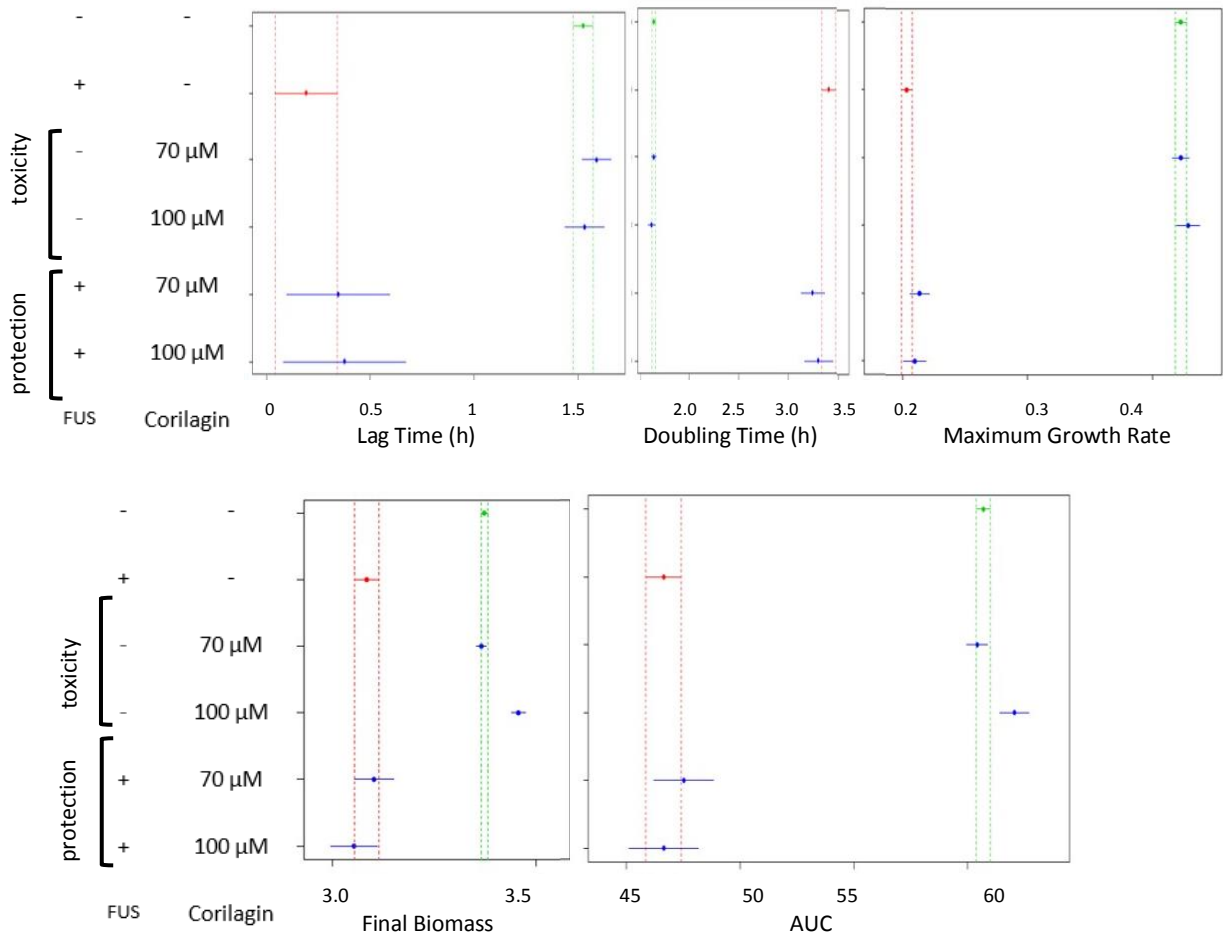 - -
+ -
toxicity
- 70 µM
- 100 µM
protection
+ 70 µM
+ 100 µM
FUS Corilagin
0 0.5 1 1.5
Lag Time (h)
2.0 2.5 3.0 3.5
Doubling Time (h)
0.2 0.3 0.4
Maximum Growth Rate
- -
+ -
toxicity
- 70 µM
- 100 µM
protection
+ 70 µM
+ 100 µM
FUS Corilagin
3.0 3.5
Final Biomass
45 50 55 60
AUC